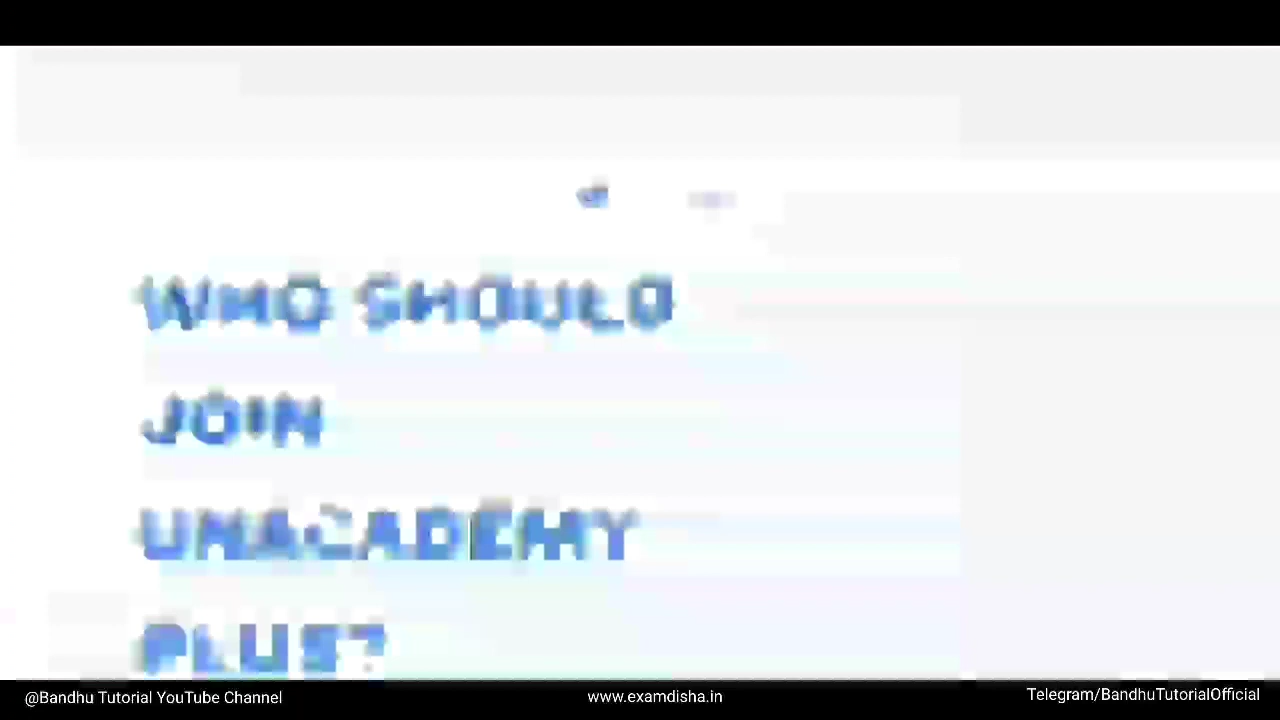 WHO SHOULD
JOIN
UNACADEMY
PLUS?
@Bandhu Tutorial YouTube Channel
www.examdisha.in
Telegram/BandhuTutorialOfficial